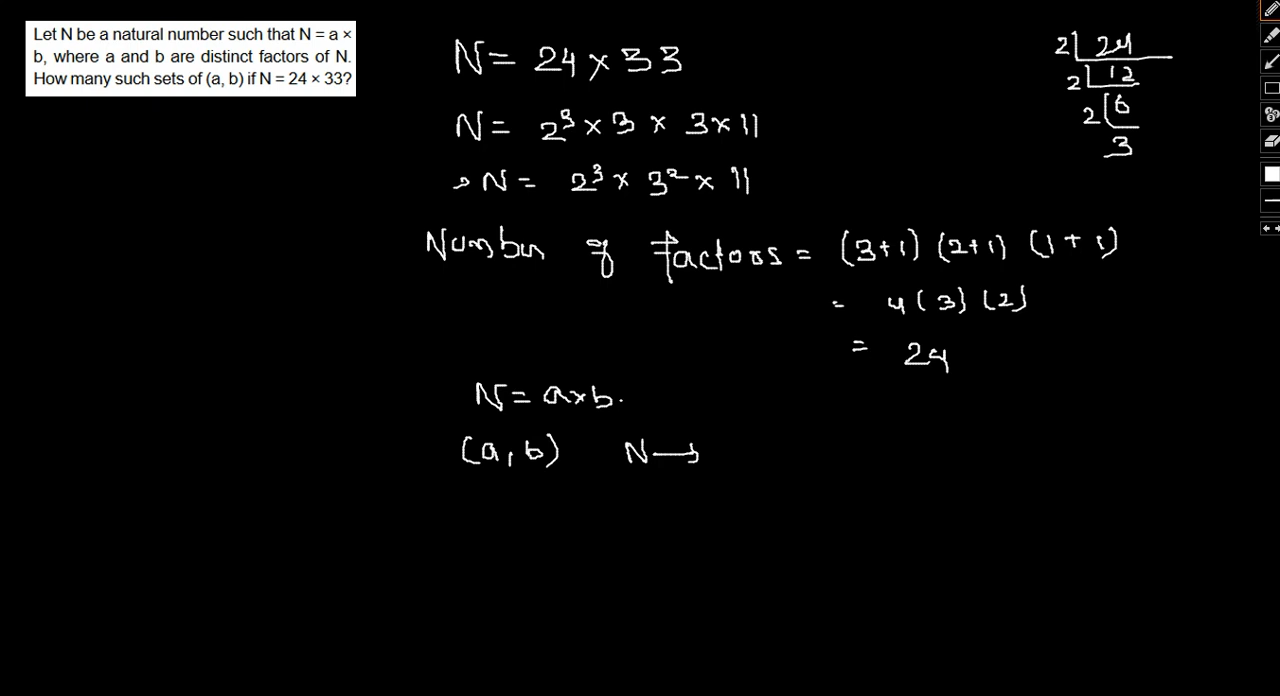 Let N be a natural number such that N = a ×
b, where a and b are distinct factors of N.
How many such sets of (a, b) if N = 24 × 33?
N = 24 × 33
N = 2³ × 3 × 3 × 11
→ N = 2³ × 3² × 11
Number of factors = (3+1) (2+1) (1+1)
= 4(3)(2)
= 24
N = a×b.
(a, b) N →
2 24
2 12
2 6
3